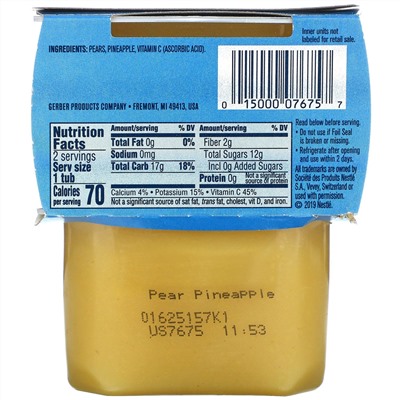 Inner units not
labeled for retail sale.
INGREDIENTS: PEARS, PINEAPPLE, VITAMIN C (ASCORBIC ACID).
GERBER PRODUCTS COMPANY • FREMONT, MI 49413, USA
0 15000 07675 7
Nutrition
Facts
2 servings
Serv size
1 tub
Calories 70
per serving
Amount/serving % DV
Total Fat 0g 0%
Sodium 0mg 0%
Total Carb 17g 18%
Amount/serving % DV
Fiber 2g
Total Sugars 12g
Incl 0g Added Sugars
Protein 0g Not a significant
source of protein
Calcium 4% • Potassium 15% • Vitamin C 45%
Not a significant source of sat fat, trans fat, cholest, vit D, and iron.
Read below before serving.
• Do not use if Foil Seal
is broken or missing.
• Refrigerate after opening
and use within 2 days.
All trademarks are owned by
Société des Produits Nestlé
S.A., Vevey, Switzerland or
used with permission.
© 2019 Nestlé.
Pear Pineapple
01625157K1
US7675 11:53